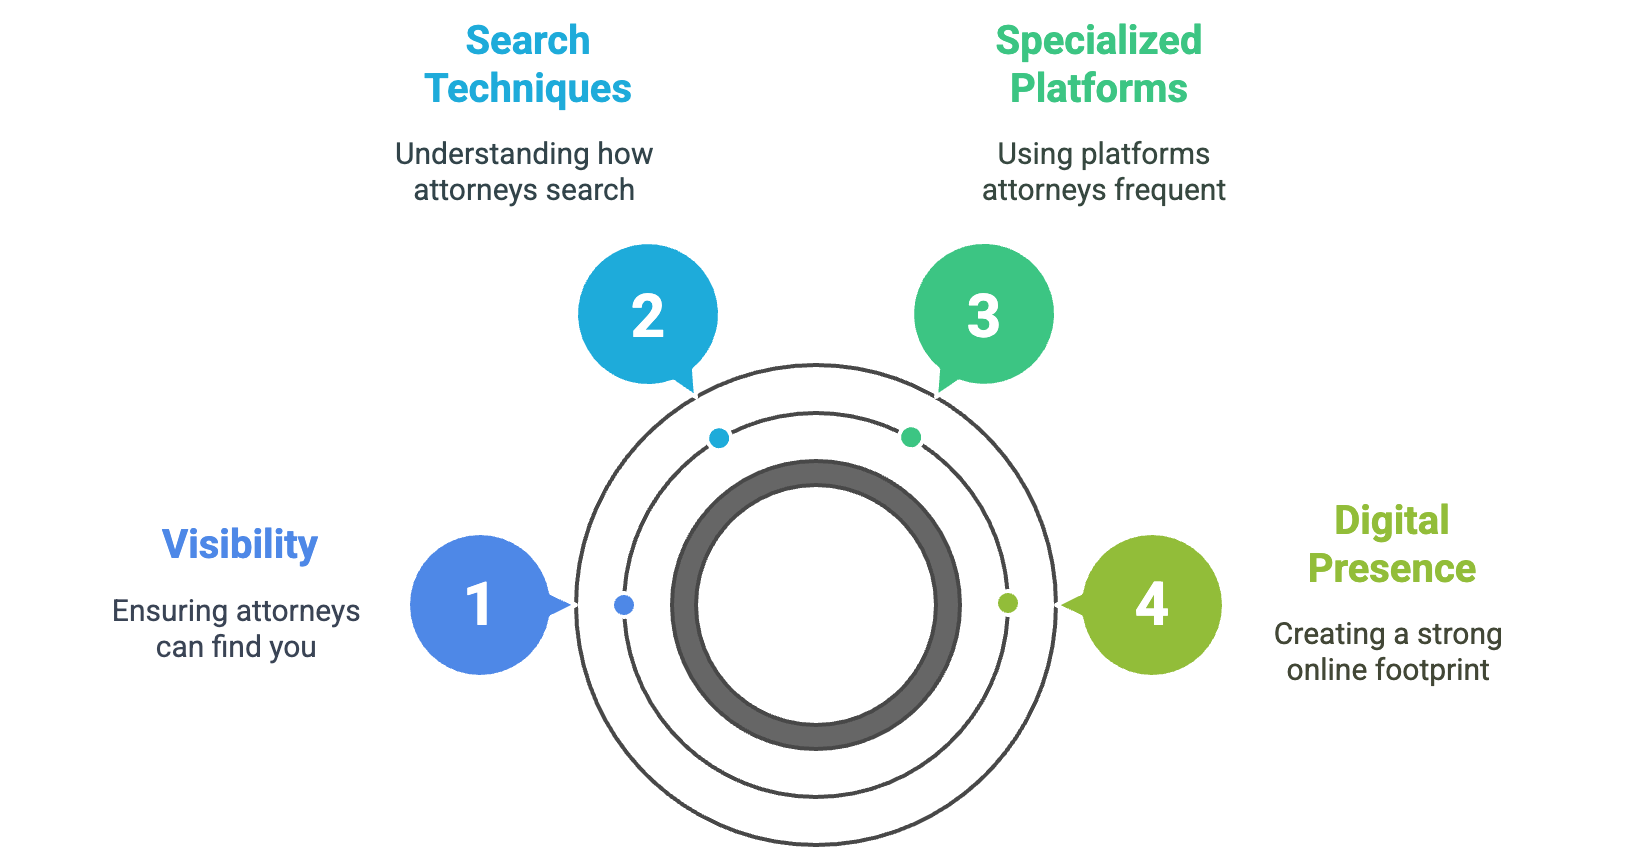 Search
Techniques
Understanding how
attorneys search
Specialized
Platforms
Using platforms
attorneys frequent
2
3
Visibility
Ensuring attorneys
can find you
1
4
Digital
Presence
Creating a strong
online footprint